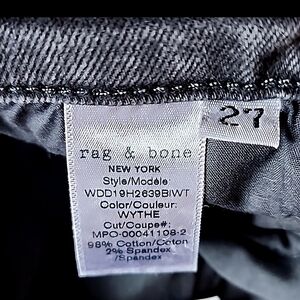 27
rag & bone
NEW YORK
Style/Modèle:
WDD19H2639BIWT
Color/Couleur:
WYTHE
Cut/Coupe#:
MPO-00041108-2
98% Cotton/Coton
2% Spandex
/Spandex